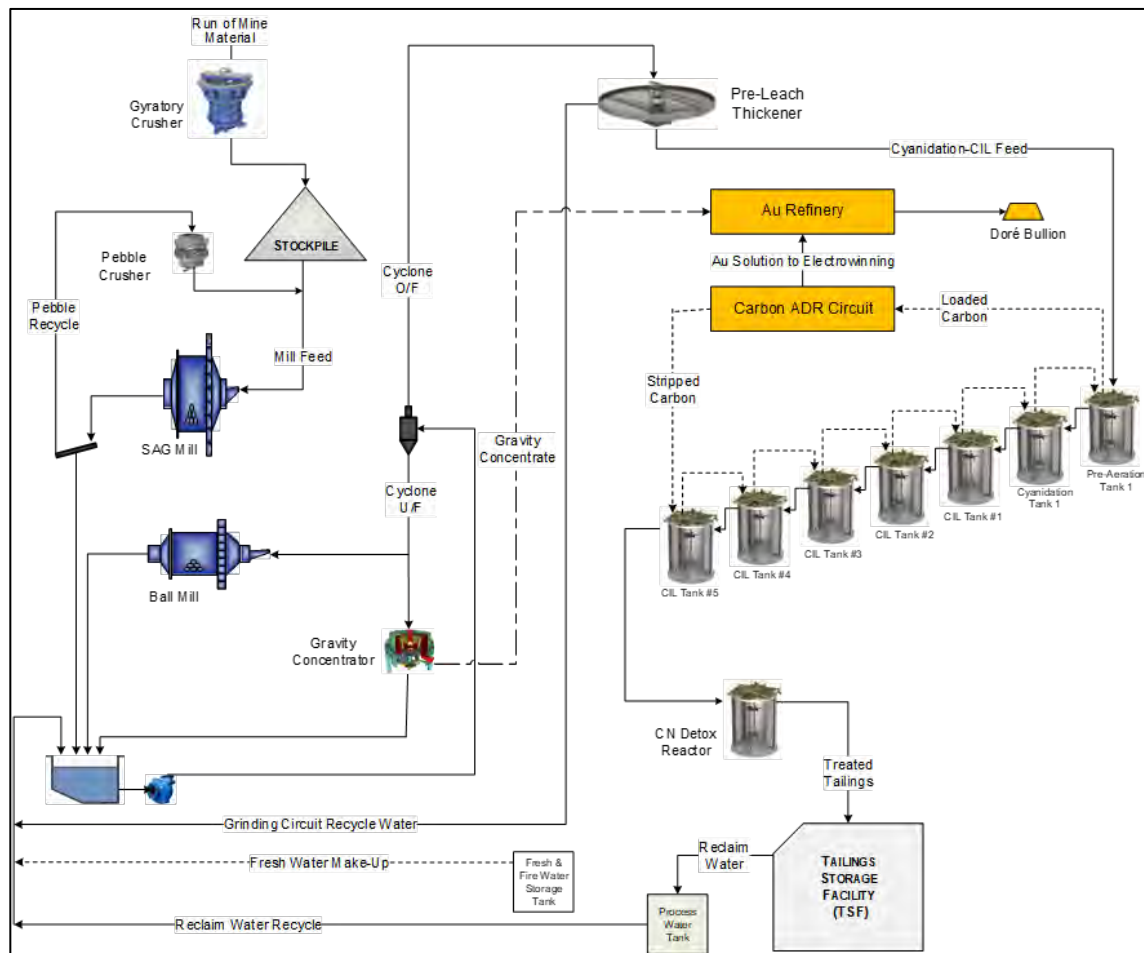 Run of Mine
Material
Gyratory
Crusher
Pre-Leach
Thickener
Cyanidation-CIL Feed
Au Refinery
Doré Bullion
STOCKPILE
Pebble
Crusher
Cyclone
O/F
Au Solution to Electrowinning
Pebble
Recycle
Carbon ADR Circuit
Loaded
Carbon
Mill Feed
Stripped
Carbon
SAG Mill
Gravity
Concentrate
Cyclone
U/F
Pre-Aeration
Tank 1
Cyanidation
Tank 1
CIL Tank #1
CIL Tank #2
CIL Tank #3
CIL Tank #4
CIL Tank #5
Ball Mill
Gravity
Concentrator
CN Detox
Reactor
Treated
Tailings
Grinding Circuit Recycle Water
Fresh Water Make-Up
Fresh &
Fire Water
Storage
Tank
Reclaim
Water
TAILINGS
STORAGE
FACILITY
(TSF)
Reclaim Water Recycle
Process
Water
Tank